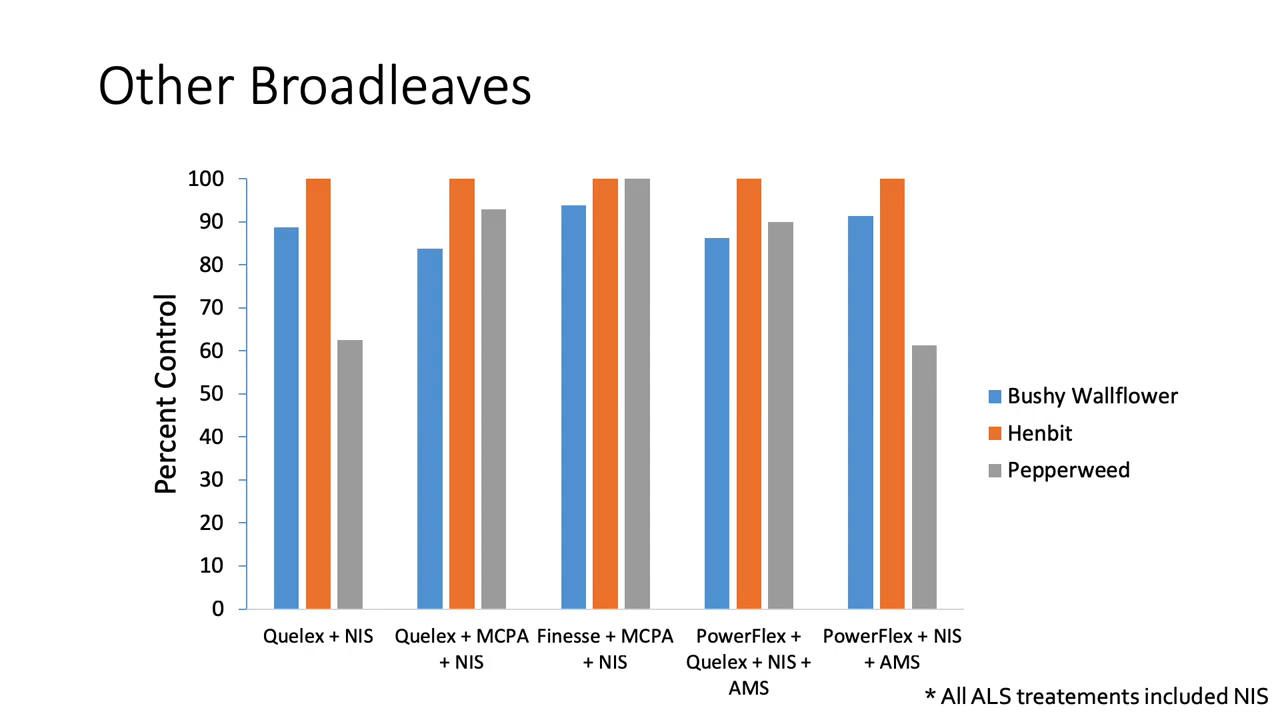 Other Broadleaves
Percent Control
100
90
80
70
60
50
40
30
20
10
0
Quelex + NIS
Quelex + MCPA
+ NIS
Finesse + MCPA
+ NIS
PowerFlex +
Quelex + NIS +
AMS
PowerFlex + NIS
+ AMS
Bushy Wallflower
Henbit
Pepperweed
* All ALS treatements included NIS